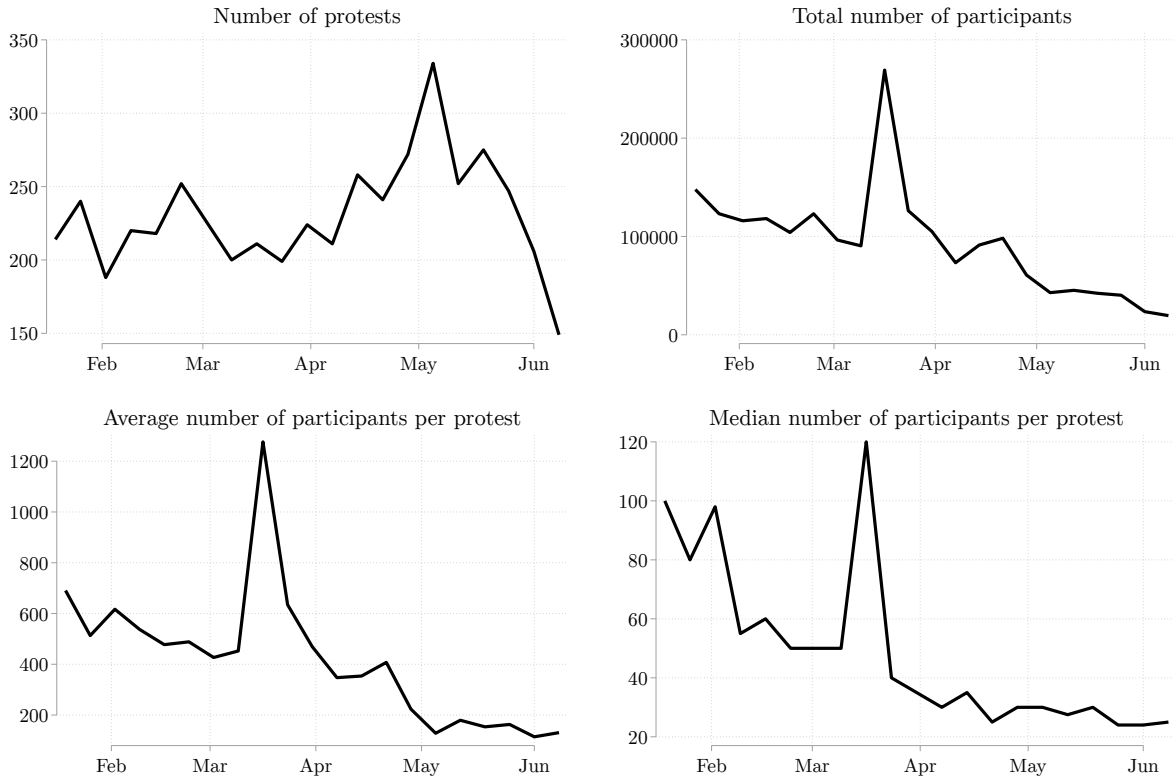 Number of protests
350
300
250
200
150
Feb Mar Apr May Jun
Total number of participants
300000
200000
100000
0
Feb Mar Apr May Jun
Average number of participants per protest
1200
1000
800
600
400
200
Feb Mar Apr May Jun
Median number of participants per protest
120
100
80
60
40
20
Feb Mar Apr May Jun